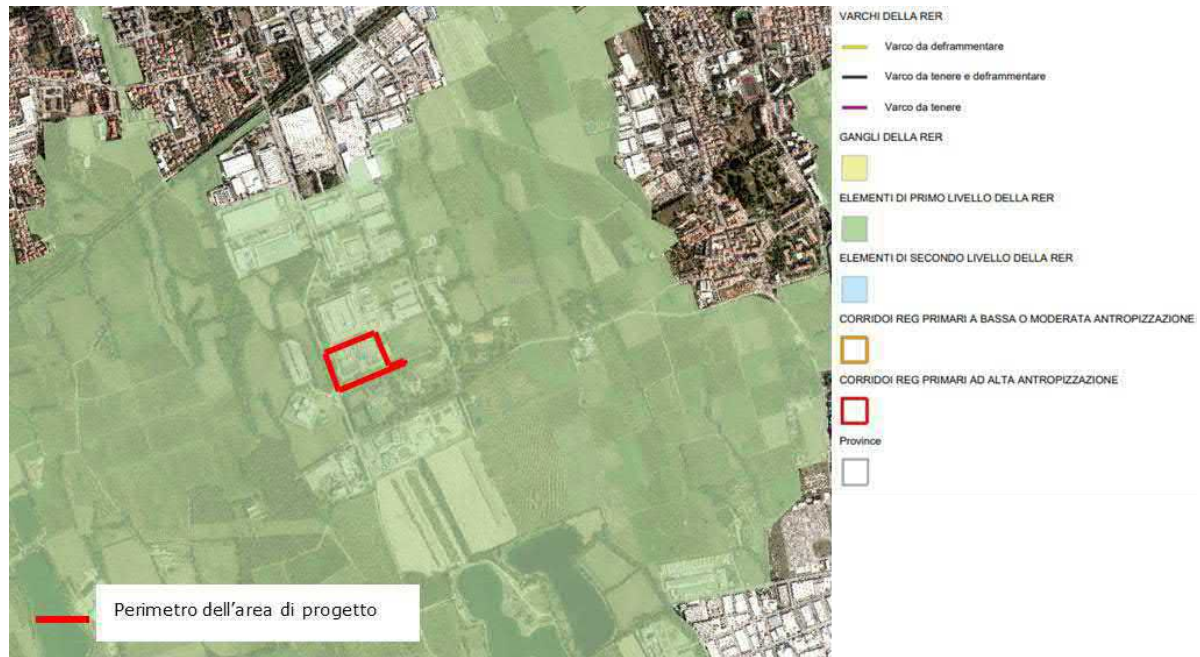 VARCHI DELLA RER
Varco da deframmentare
Varco da tenere e deframmentare
Varco da tenere
GANGLI DELLA RER
ELEMENTI DI PRIMO LIVELLO DELLA RER
ELEMENTI DI SECONDO LIVELLO DELLA RER
CORRIDOI REG PRIMARI A BASSA O MODERATA ANTROPIZZAZIONE
CORRIDOI REG PRIMARI AD ALTA ANTROPIZZAZIONE
Province
Perimetro dell'area di progetto